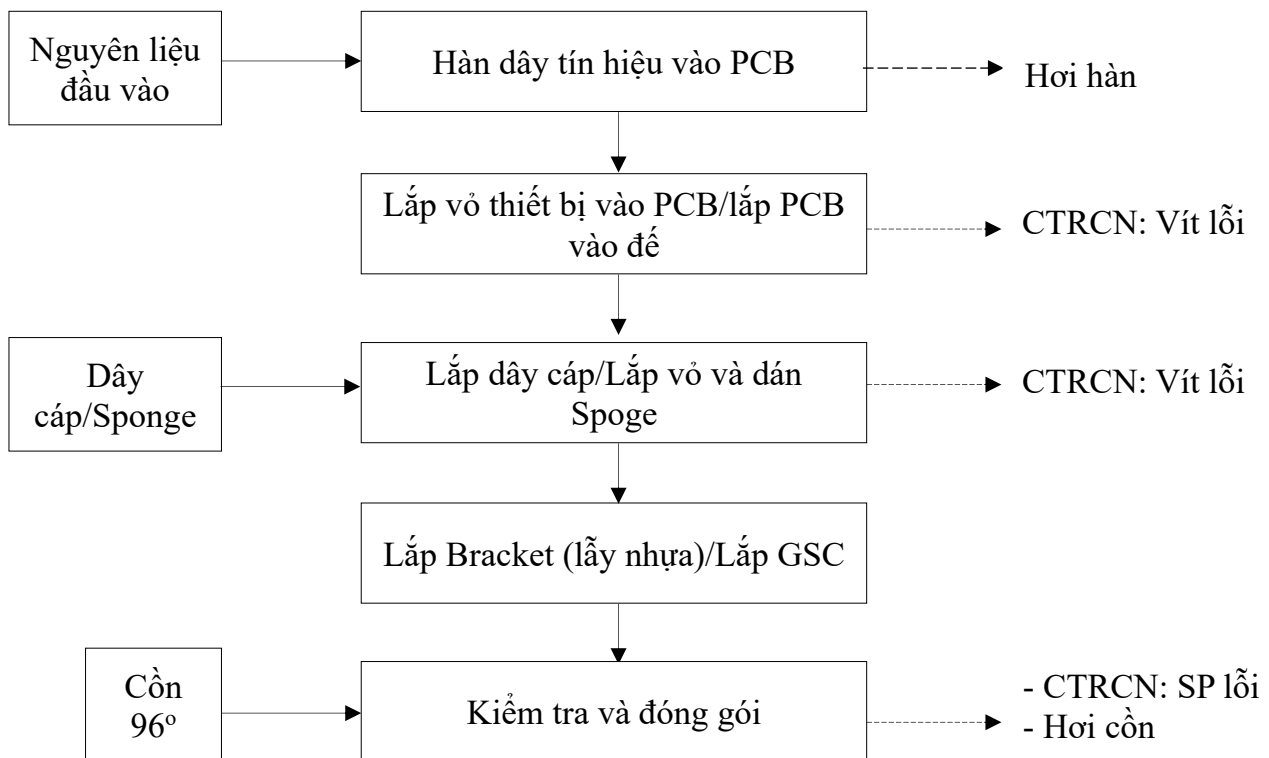 Nguyên liệu
đầu vào
Hàn dây tín hiệu vào PCB
Hơi hàn
Lắp vỏ thiết bị vào PCB/lắp PCB
vào đế
CTRCN: Vít lỗi
Dây
cáp/Sponge
Lắp dây cáp/Lắp vỏ và dán
Spoge
CTRCN: Vít lỗi
Lắp Bracket (lẫy nhựa)/Lắp GSC
Cồn
96º
Kiểm tra và đóng gói
- CTRCN: SP lỗi
- Hơi cồn